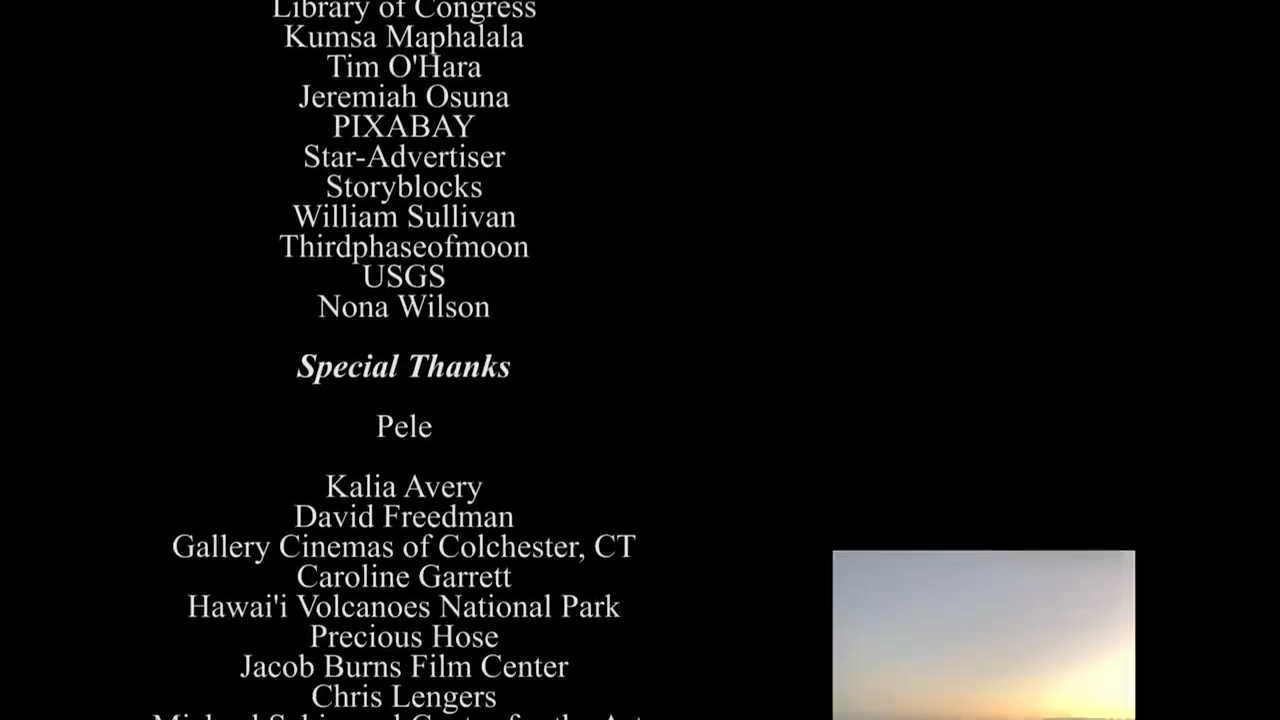 Library of Congress
Kumsa Maphalala
Tim O'Hara
Jeremiah Osuna
PIXABAY
Star-Advertiser
Storyblocks
William Sullivan
Thirdphaseofmoon
USGS
Nona Wilson
Special Thanks
Pele
Kalia Avery
David Freedman
Gallery Cinemas of Colchester, CT
Caroline Garrett
Hawai'i Volcanoes National Park
Precious Hose
Jacob Burns Film Center
Chris Lengers